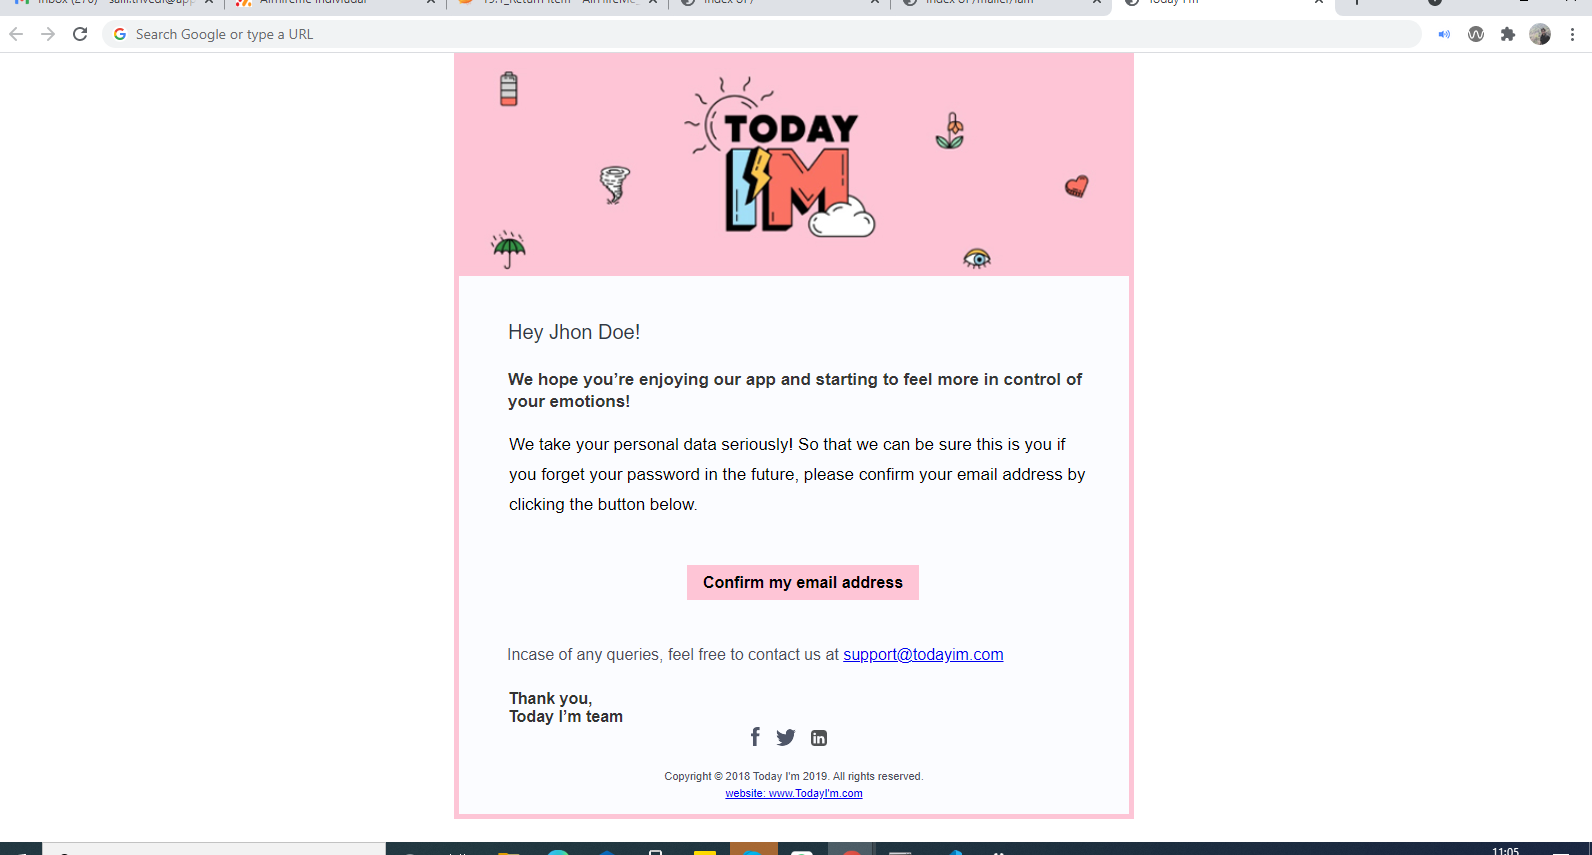 Search Google or type a URL
TODAY
I'M
Hey Jhon Doe!
We hope you’re enjoying our app and starting to feel more in control of
your emotions!
We take your personal data seriously! So that we can be sure this is you if
you forget your password in the future, please confirm your email address by
clicking the button below.
Confirm my email address
Incase of any queries, feel free to contact us at support@todayim.com
Thank you,
Today I’m team
Copyright © 2018 Today I'm 2019. All rights reserved.
website: www.TodayI'm.com
11:05